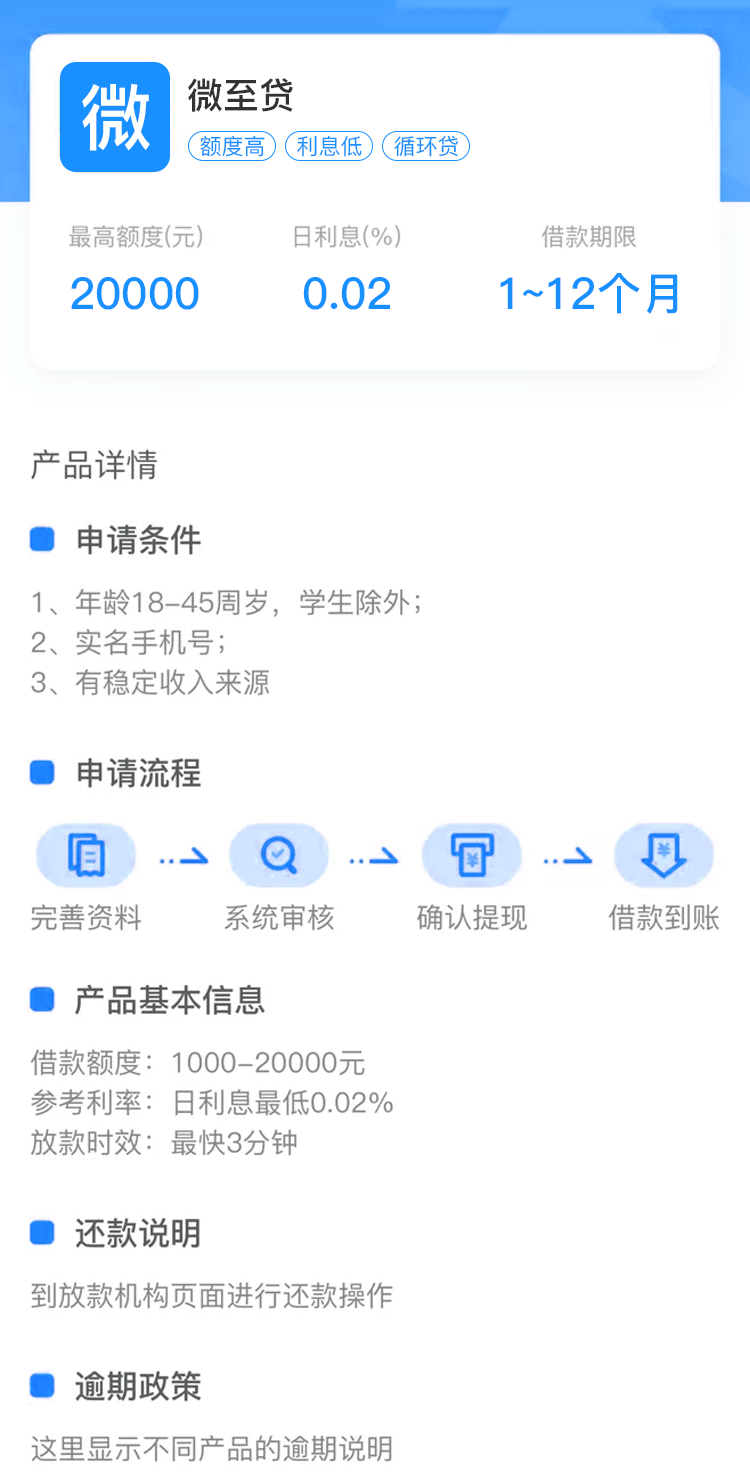 微
微至贷
额度高 利息低 循环贷
最高额度(元) 日利息(%) 借款期限
20000 0.02 1~12个月
产品详情
申请条件
1、年龄18-45周岁，学生除外；
2、实名手机号；
3、有稳定收入来源
申请流程
完善资料 系统审核 确认提现 借款到账
产品基本信息
借款额度：1000-20000元
参考利率：日利息最低0.02%
放款时效：最快3分钟
还款说明
到放款机构页面进行还款操作
逾期政策
这里显示不同产品的逾期说明